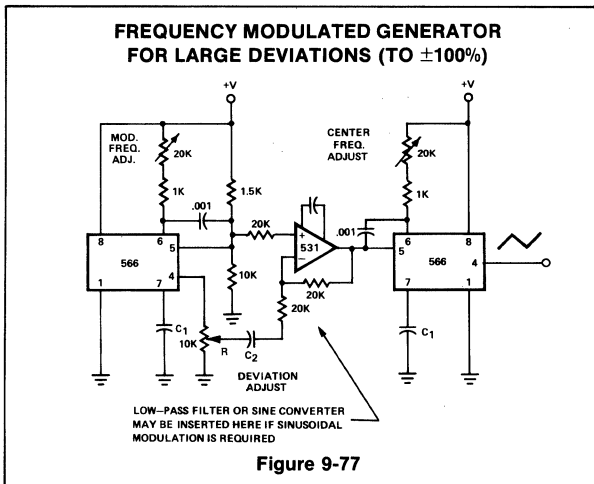 FREQUENCY MODULATED GENERATOR
FOR LARGE DEVIATIONS (TO ±100%)
+V
+V
MOD.
FREQ.
ADJ.
20K
CENTER
FREQ.
ADJUST
20K
1K
.001
1.5K
1K
20K
.001
8
6
5
566
4
1
7
+
531
−
6
8
5
566
4
7
1
10K
20K
20K
C1
10K
R
C2
C1
DEVIATION
ADJUST
LOW–PASS FILTER OR SINE CONVERTER
MAY BE INSERTED HERE IF SINUSOIDAL
MODULATION IS REQUIRED
Figure 9-77